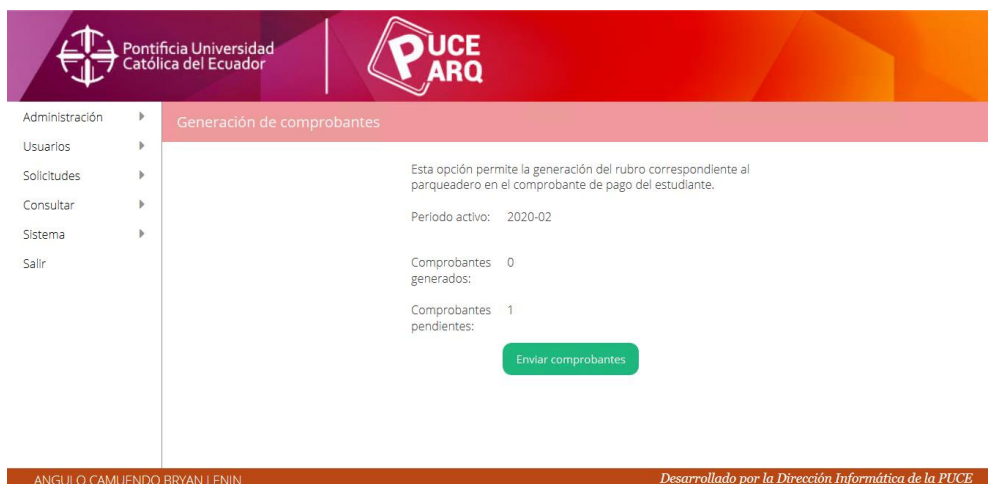 Pontificia Universidad
Católica del Ecuador
PUCE
ARQ
Administración
Usuarios
Solicitudes
Consultar
Sistema
Salir
Generación de comprobantes
Esta opción permite la generación del rubro correspondiente al
parqueadero en el comprobante de pago del estudiante.
Periodo activo: 2020-02
Comprobantes 0
generados:
Comprobantes 1
pendientes:
Enviar comprobantes
ANGULO CAMUENDO BRYAN LENIN
Desarrollado por la Dirección Informática de la PUCE